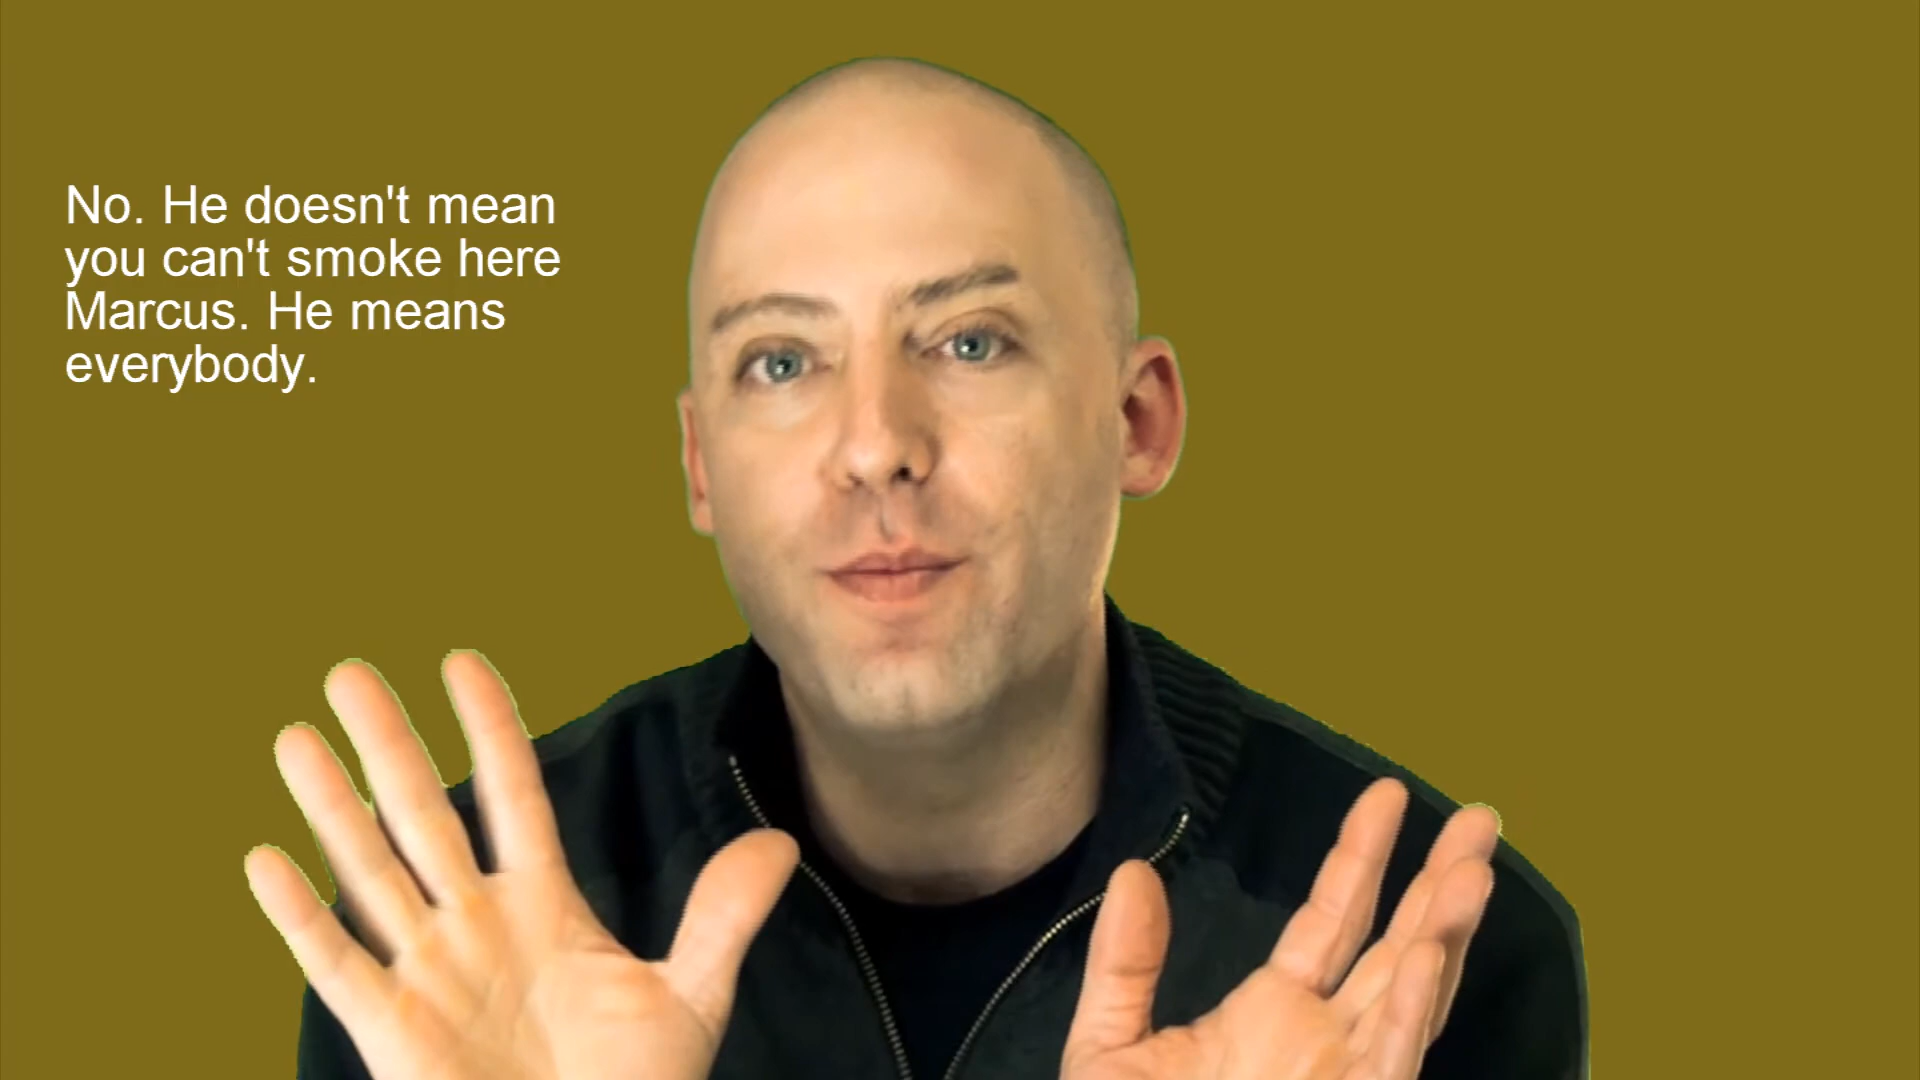 No. He doesn't mean
you can't smoke here
Marcus. He means
everybody.